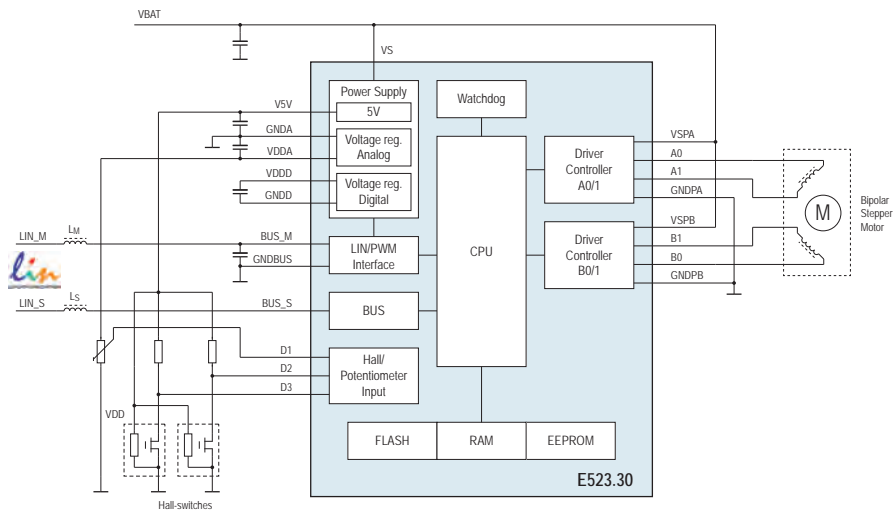 VBAT
VS
Power Supply
5V
Voltage reg.
Analog
Voltage reg.
Digital
Watchdog
V5V
GNDA
VDDA
VDDD
GNDD
Driver
Controller
A0/1
VSPA
A0
A1
GNDPA
Driver
Controller
B0/1
VSPB
B1
B0
GNDPB
M
Bipolar
Stepper
Motor
CPU
LIN_M
LM
BUS_M
GNDBUS
LIN/PWM
Interface
lin
LIN_S
LS
BUS_S
BUS
D1
D2
D3
Hall/
Potentiometer
Input
VDD
FLASH
RAM
EEPROM
E523.30
Hall-switches